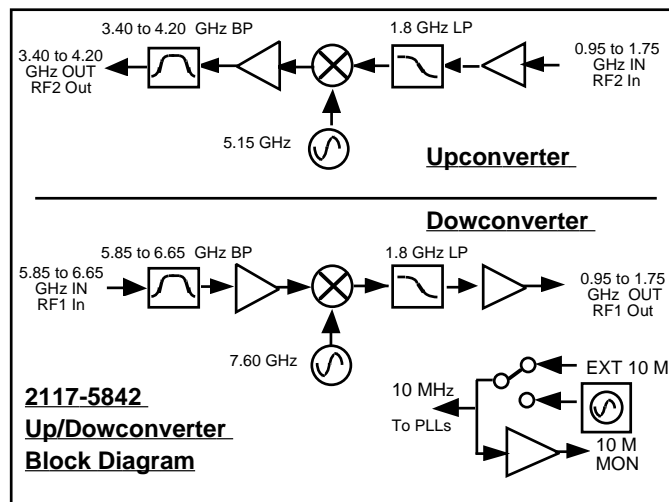 3.40 to 4.20 GHz BP
1.8 GHz LP
3.40 to 4.20
GHz OUT
RF2 Out
0.95 to 1.75
GHz IN
RF2 In
5.15 GHz
Upconverter
Dowconverter
5.85 to 6.65 GHz BP
1.8 GHz LP
5.85 to 6.65
GHz IN
RF1 In
0.95 to 1.75
GHz OUT
RF1 Out
7.60 GHz
EXT 10 M
10 MHz
To PLLs
10 M
MON
2117-5842
Up/Dowconverter
Block Diagram